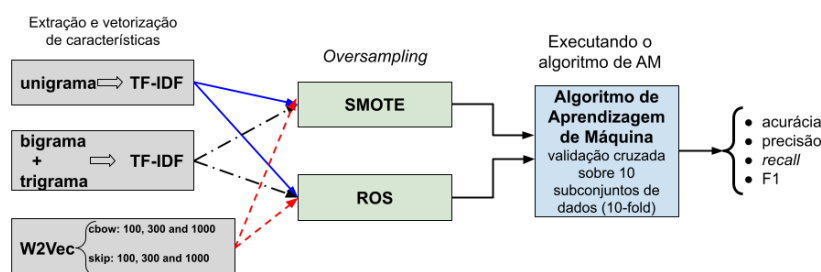 Extração e vetorização
de características
unigrama TF-IDF
bigrama
+
trigrama
TF-IDF
W2Vec
cbow: 100, 300 and 1000
skip: 100, 300 and 1000
Oversampling
SMOTE
ROS
Executando o
algoritmo de AM
Algoritmo de
Aprendizagem
de Máquina
validação cruzada
sobre 10
subconjuntos de
dados (10-fold)
acurácia
precisão
recall
F1